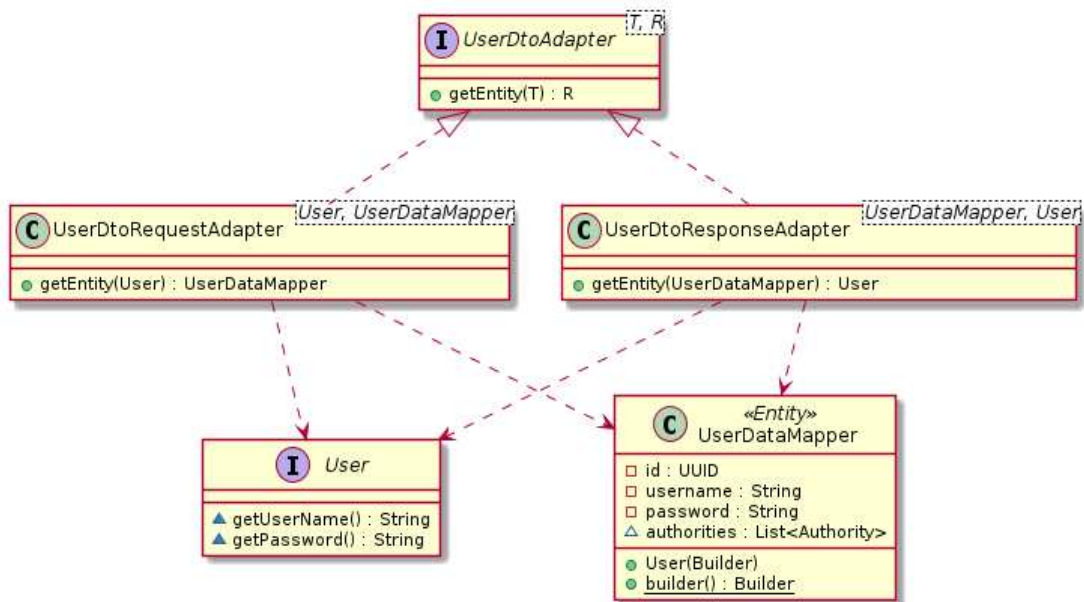 T, R
I UserDtoAdapter
getEntity(T) : R
User, UserDataMapper
C UserDtoRequestAdapter
getEntity(User) : UserDataMapper
UserDataMapper, User
C UserDtoResponseAdapter
getEntity(UserDataMapper) : User
I User
getUserName() : String
getPassword() : String
C «Entity»
UserDataMapper
id : UUID
username : String
password : String
authorities : List<Authority>
User(Builder)
builder() : Builder